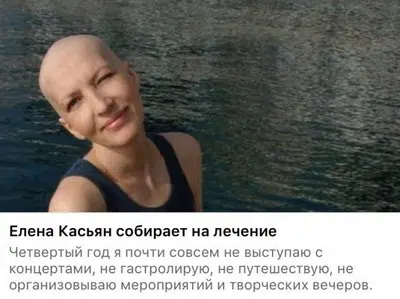 Елена Касьян собирает на лечение
Четвертый год я почти совсем не выступаю с
концертами, не гастролирую, не путешествую, не
организовываю мероприятий и творческих вечеров.